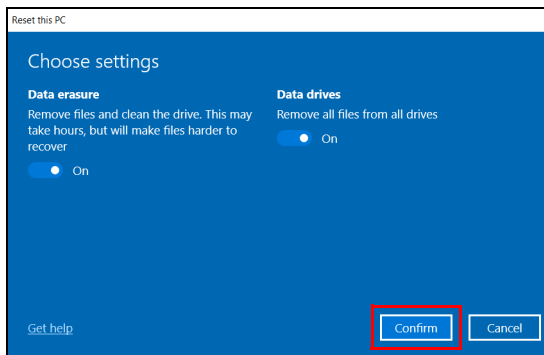 Reset this PC
Choose settings
Data erasure
Remove files and clean the drive. This may
take hours, but will make files harder to
recover
On
Data drives
Remove all files from all drives
On
Get help
Confirm
Cancel